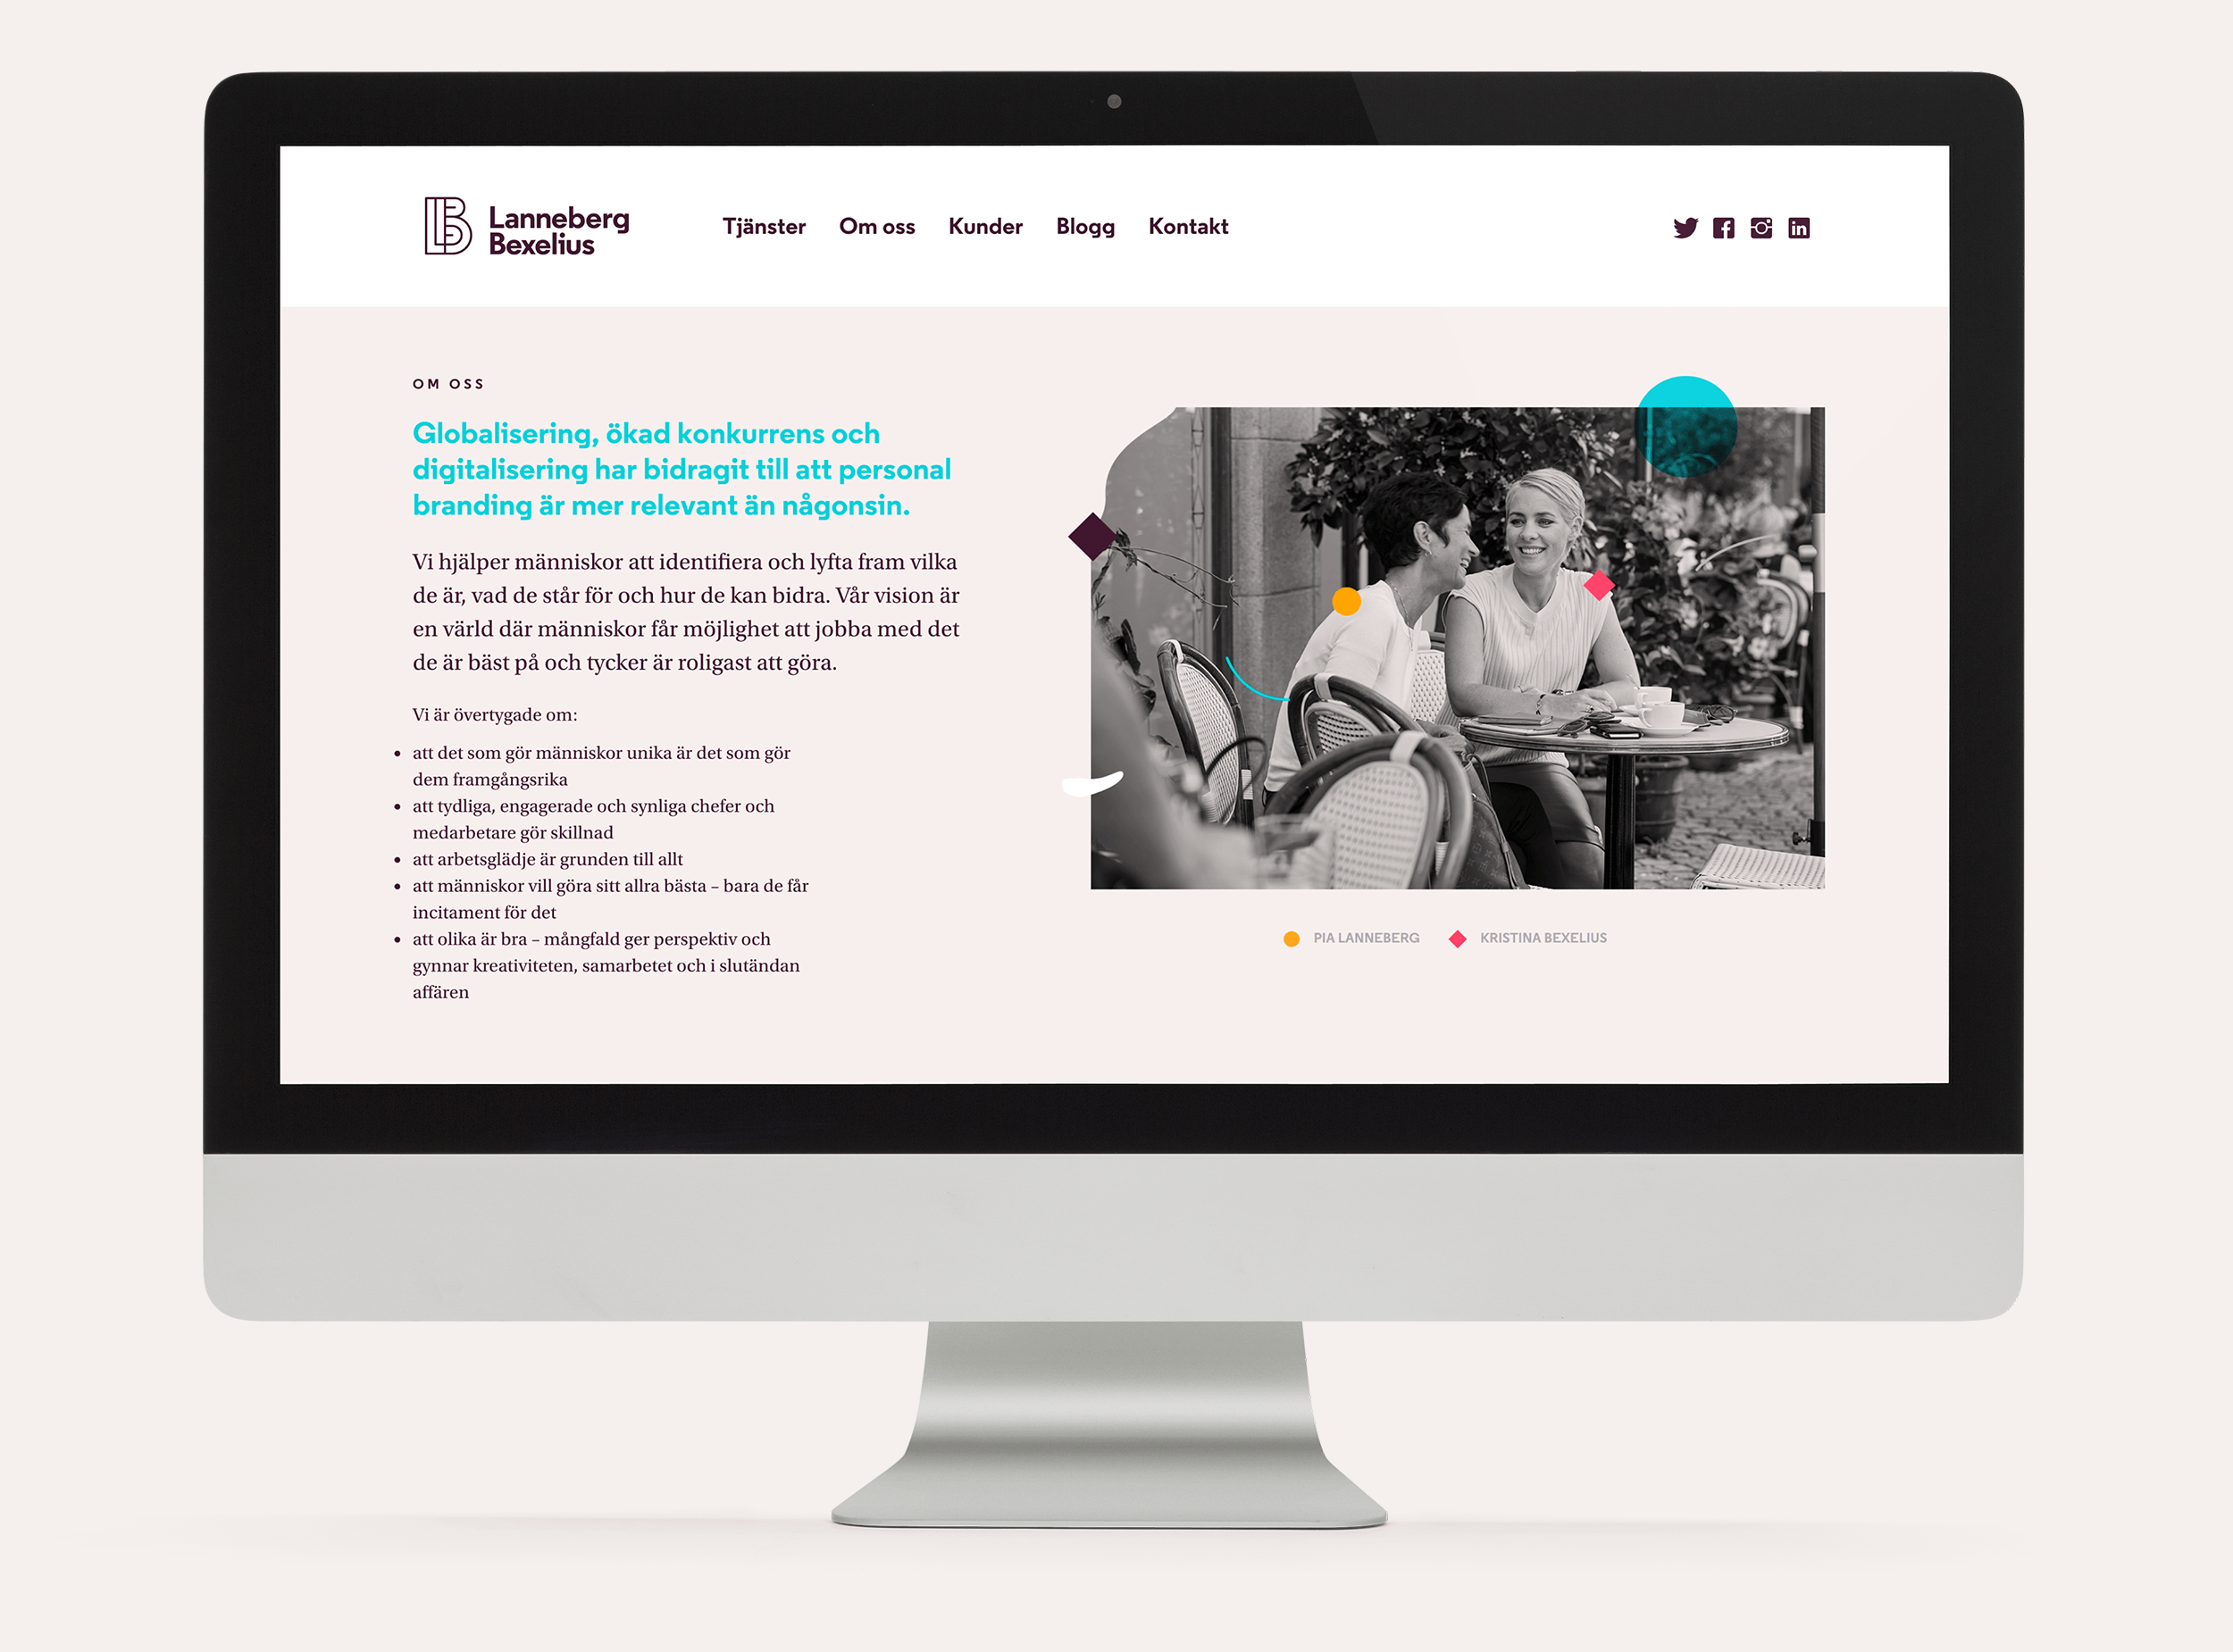 Lanneberg
Bexelius
Tjänster Om oss Kunder Blogg Kontakt
OM OSS
Globalisering, ökad konkurrens och
digitalisering har bidragit till att personal
branding är mer relevant än någonsin.
Vi hjälper människor att identifiera och lyfta fram vilka
de är, vad de står för och hur de kan bidra. Vår vision är
en värld där människor får möjlighet att jobba med det
de är bäst på och tycker är roligast att göra.
Vi är övertygade om:
• att det som gör människor unika är det som gör
dem framgångsrika
• att tydliga, engagerade och synliga chefer och
medarbetare gör skillnad
• att arbetsglädje är grunden till allt
• att människor vill göra sitt allra bästa – bara de får
incitament för det
• att olika är bra – mångfald ger perspektiv och
gynnar kreativiteten, samarbetet och i slutändan
affären
PIA LANNEBERG KRISTINA BEXELIUS